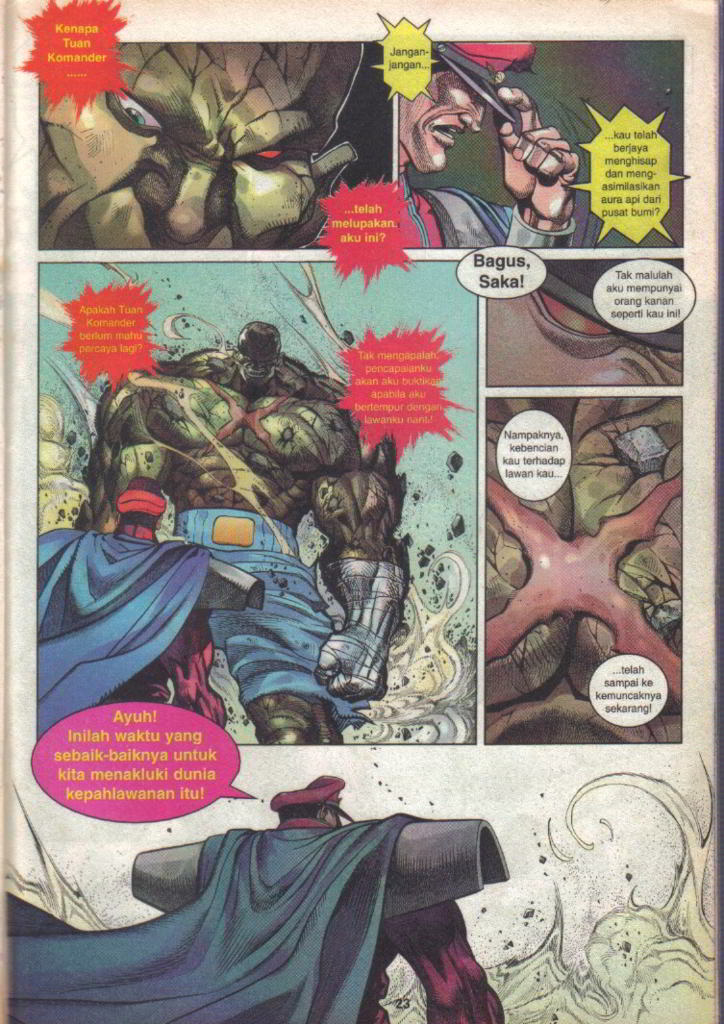 Kenapa
Tuan
Komander
......
...telah
melupakan
aku ini?
Jangan-
jangan...
...kau telah
berjaya
menghisap
dan meng-
asimilasikan
aura api dari
pusat bumi?
Apakah Tuan
Komander
berlum mahu
percaya lagi?
Tak mengapalah,
pencapaianku
akan aku buktikan
apabila aku
bertempur dengan
lawanku nanti!
Bagus,
Saka!
Tak malulah
aku mempunyai
orang kanan
seperti kau ini!
Nampaknya,
kebencian
kau terhadap
lawan kau...
...telah
sampai ke
kemuncaknya
sekarang!
Ayuh!
Inilah waktu yang
sebaik-baiknya untuk
kita menakluki dunia
kepahlawanan itu!
23